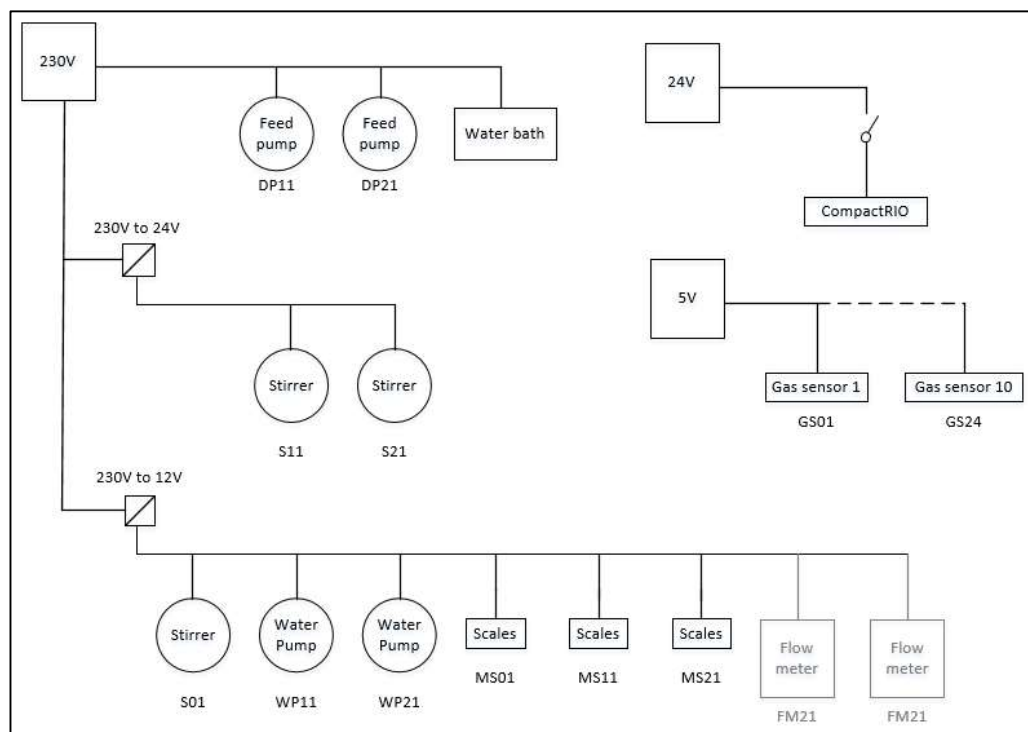 230V
24V
Feed
pump
Feed
pump
Water bath
DP11
DP21
CompactRIO
230V to 24V
5V
Stirrer
Stirrer
Gas sensor 1
Gas sensor 10
S11
S21
GS01
GS24
230V to 12V
Stirrer
Water
Pump
Water
Pump
Scales
Scales
Scales
Flow
meter
Flow
meter
S01
WP11
WP21
MS01
MS11
MS21
FM21
FM21